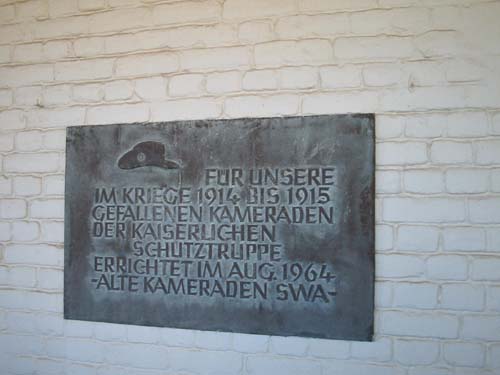 FÜR UNSERE
IM KRIEGE 1914 BIS 1915
GEFALLENEN KAMERADEN
DER KAISERLICHEN
SCHUTZTRUPPE
ERRICHTET IM AUG. 1964
-ALTE KAMERADEN SWA-